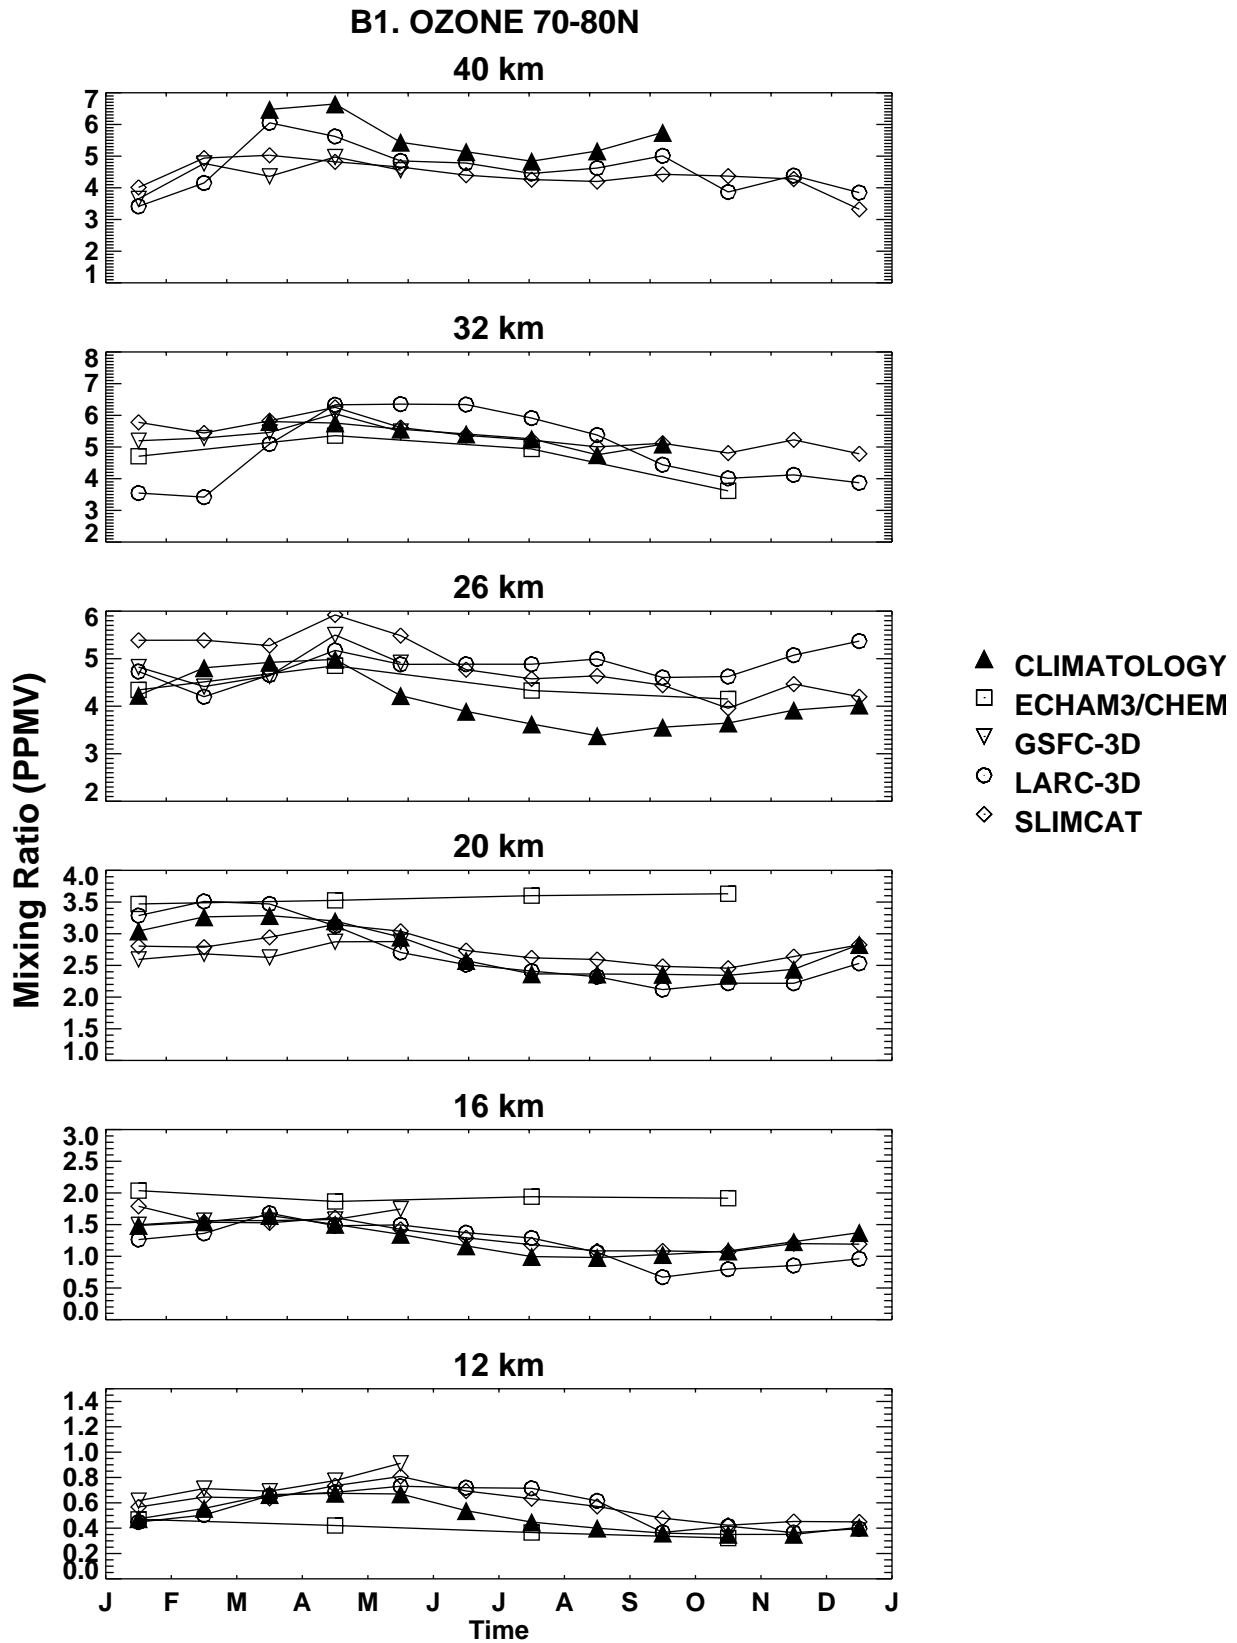 B1. OZONE 70-80N
40 km
7
6
5
4
3
2
1
32 km
8
7
6
5
4
3
2
26 km
6
5
4
3
2
20 km
4.0
3.5
3.0
2.5
2.0
1.5
1.0
16 km
3.0
2.5
2.0
1.5
1.0
0.5
0.0
12 km
1.4
1.2
1.0
0.8
0.6
0.4
0.2
0.0
J F M A M J J A S O N D J
Time
Mixing Ratio (PPMV)
CLIMATOLOGY
ECHAM3/CHEM
GSFC-3D
LARC-3D
SLIMCAT